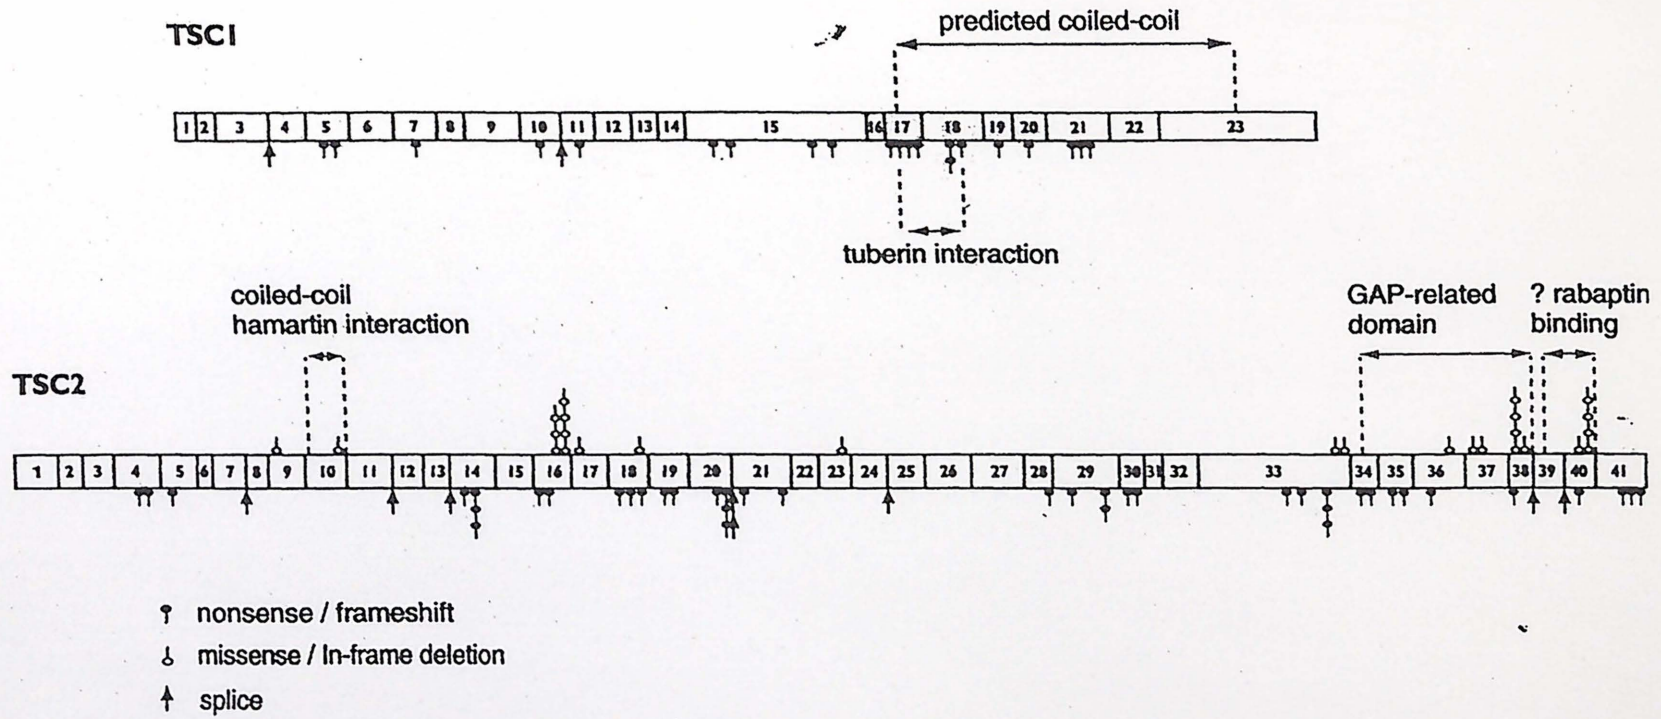 TSC1
predicted coiled-coil
1 2 3 4 5 6 7 8 9 10 11 12 13 14 15 16 17 18 19 20 21 22 23
tuberin interaction
coiled-coil
hamartin interaction
GAP-related
domain
? rabaptin
binding
TSC2
1 2 3 4 5 6 7 8 9 10 11 12 13 14 15 16 17 18 19 20 21 22 23 24 25 26 27 28 29 30 31 32 33 34 35 36 37 38 39 40 41
nonsense / frameshift
missense / In-frame deletion
splice